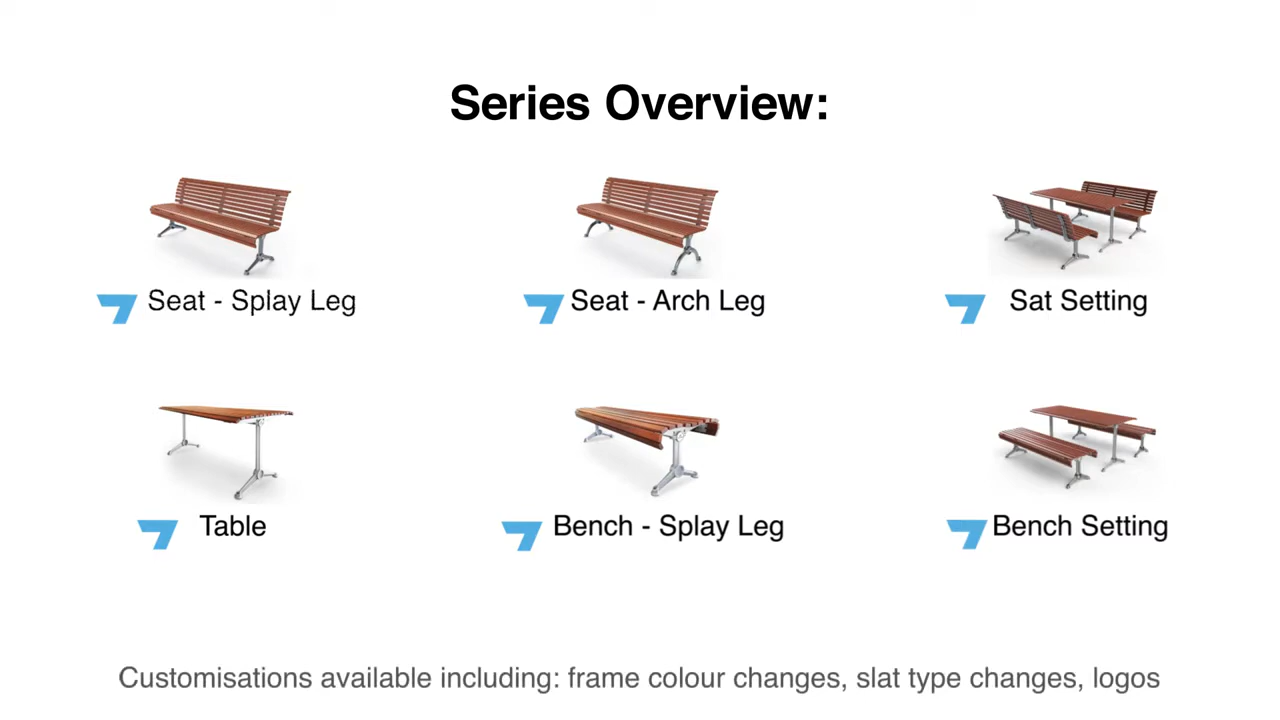 Series Overview:
Seat - Splay Leg
Seat - Arch Leg
Sat Setting
Table
Bench - Splay Leg
Bench Setting
Customisations available including: frame colour changes, slat type changes, logos